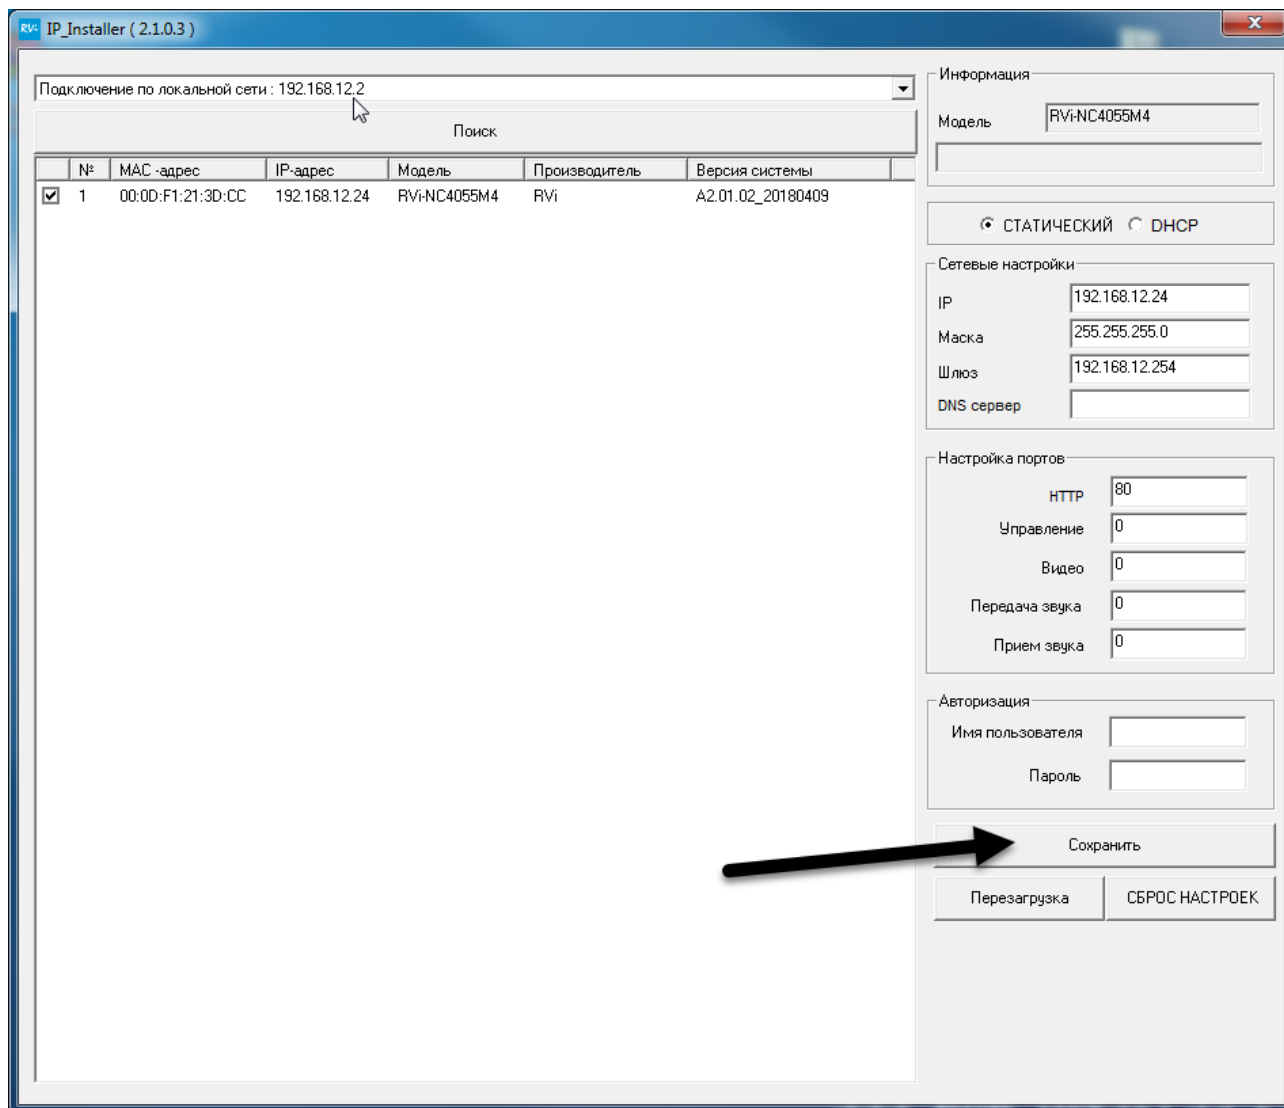 RVi IP_Installer ( 2.1.0.3 )
Подключение по локальной сети : 192.168.12.2
Поиск
№ MAC -адрес IP-адрес Модель Производитель Версия системы
1 00:0D:F1:21:3D:CC 192.168.12.24 RVi-NC4055M4 RVi A2.01.02_20180409
Информация
Модель RVi-NC4055M4
СТАТИЧЕСКИЙ DHCP
Сетевые настройки
IP 192.168.12.24
Маска 255.255.255.0
Шлюз 192.168.12.254
DNS сервер
Настройка портов
HTTP 80
Управление 0
Видео 0
Передача звука 0
Прием звука 0
Авторизация
Имя пользователя
Пароль
Сохранить
Перезагрузка СБРОС НАСТРОЕК